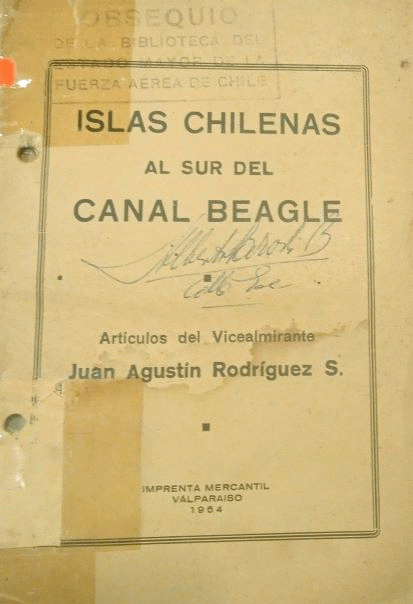 OBSEQUIO
DE LA BIBLIOTECA DEL
ESTADO MAYOR DE LA
FUERZA AEREA DE CHILE
ISLAS CHILENAS
AL SUR DEL
CANAL BEAGLE
Artículos del Vicealmirante
Juan Agustín Rodríguez S.
IMPRENTA MERCANTIL
VALPARAISO
1954